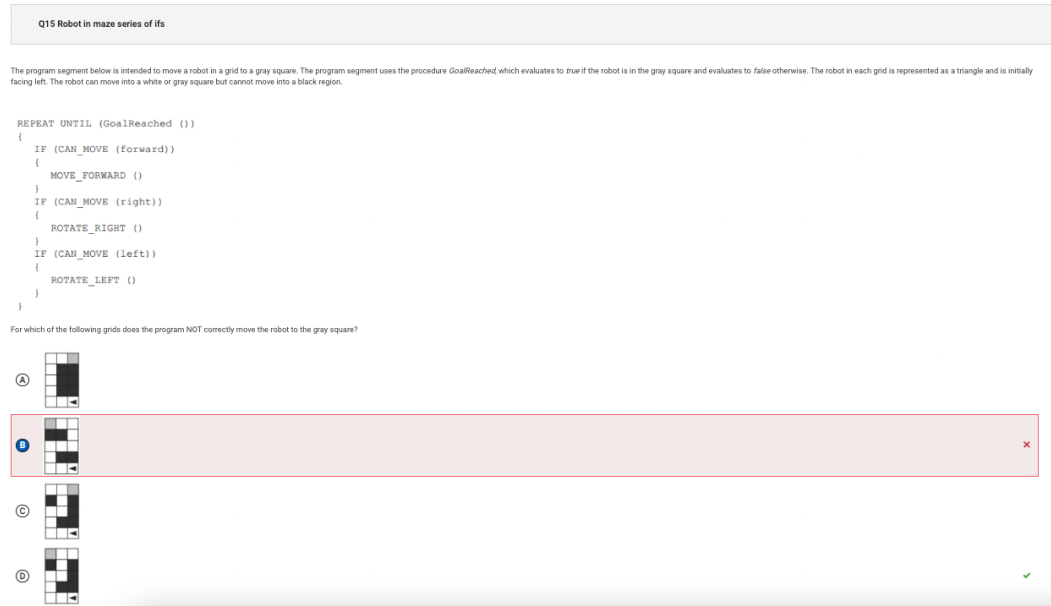 Q15 Robot in maze series of ifs
The program segment below is intended to move a robot in a grid to a gray square. The program segment uses the procedure GoalReached, which evaluates to true if the robot is in the gray square and evaluates to false otherwise. The robot in each grid is represented as a triangle and is initially
facing left. The robot can move into a white or gray square but cannot move into a black region.
REPEAT UNTIL (GoalReached ())
{
IF (CAN_MOVE (forward))
{
MOVE_FORWARD ()
}
IF (CAN_MOVE (right))
{
ROTATE_RIGHT ()
}
IF (CAN_MOVE (left))
{
ROTATE_LEFT ()
}
}
For which of the following grids does the program NOT correctly move the robot to the gray square?
A
B
C
D